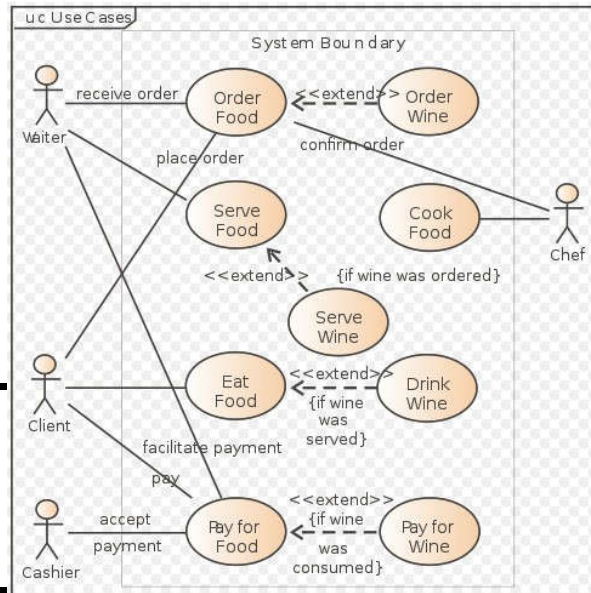 uc Use Cases
System Boundary
receive order
Order
Food
<<extend>>
Order
Wine
Waiter
confirm order
place order
Serve
Food
Cook
Food
Chef
<<extend>>
{if wine was ordered}
Serve
Wine
Eat
Food
<<extend>>
{if wine
was
served}
Drink
Wine
Client
facilitate payment
pay
accept
payment
Pay for
Food
<<extend>>
{if wine
was
consumed}
Pay for
Wine
Cashier